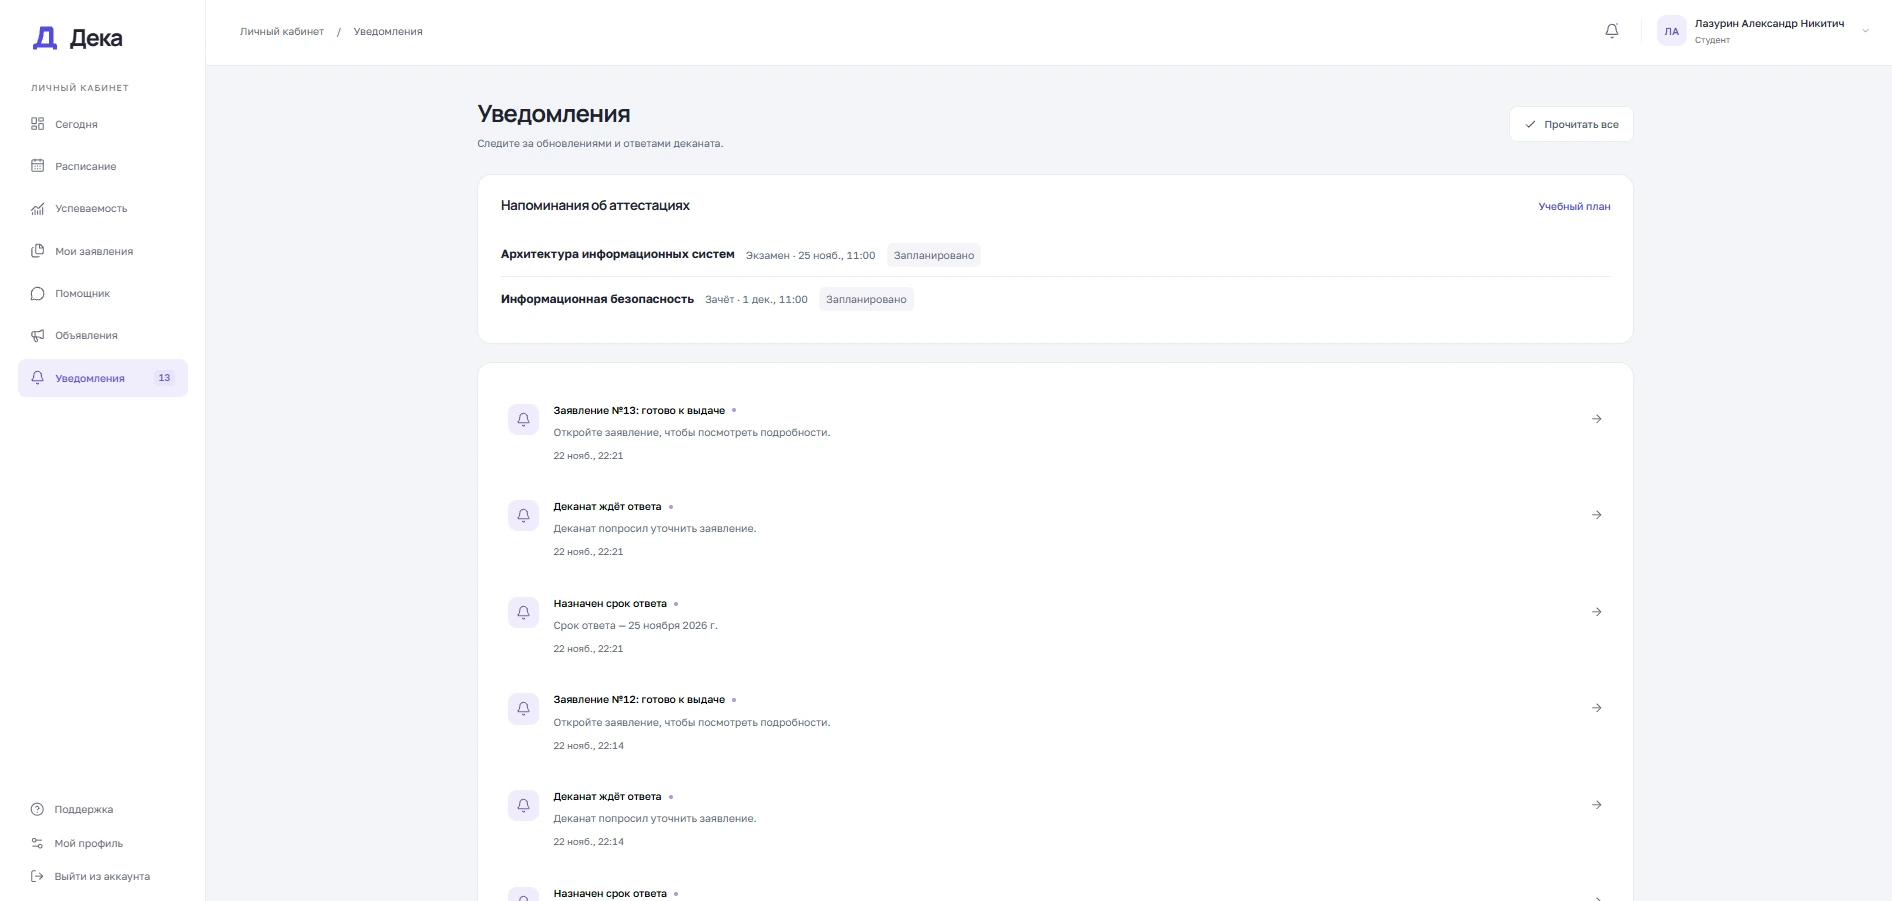 Дека
ЛИЧНЫЙ КАБИНЕТ
Сегодня
Расписание
Успеваемость
Мои заявления
Помощник
Объявления
Уведомления 13
Поддержка
Мой профиль
Выйти из аккаунта
Личный кабинет / Уведомления
ЛА
Лазурин Александр Никитич
Студент
Уведомления
Следите за обновлениями и ответами деканата.
Прочитать все
Напоминания об аттестациях
Учебный план
Архитектура информационных систем Экзамен · 25 нояб., 11:00 Запланировано
Информационная безопасность Зачёт · 1 дек., 11:00 Запланировано
Заявление №13: готово к выдаче
Откройте заявление, чтобы посмотреть подробности.
22 нояб., 22:21
Деканат ждёт ответа
Деканат попросил уточнить заявление.
22 нояб., 22:21
Назначен срок ответа
Срок ответа — 25 ноября 2026 г.
22 нояб., 22:21
Заявление №12: готово к выдаче
Откройте заявление, чтобы посмотреть подробности.
22 нояб., 22:14
Деканат ждёт ответа
Деканат попросил уточнить заявление.
22 нояб., 22:14
Назначен срок ответа